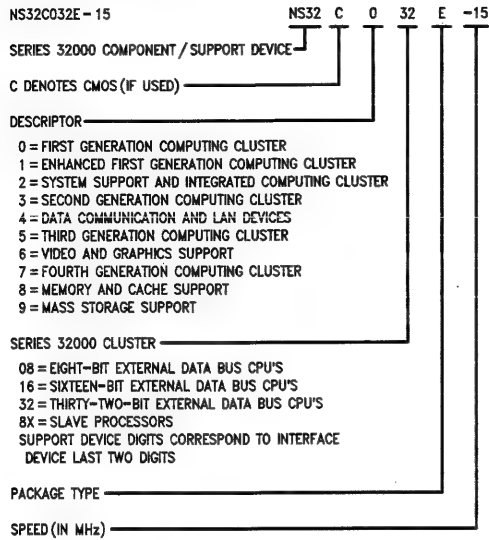 NS32C032E-15 NS32 C 0 32 E -15
SERIES 32000 COMPONENT/SUPPORT DEVICE
C DENOTES CMOS(IF USED)
DESCRIPTOR
0=FIRST GENERATION COMPUTING CLUSTER
1=ENHANCED FIRST GENERATION COMPUTING CLUSTER
2=SYSTEM SUPPORT AND INTEGRATED COMPUTING CLUSTER
3=SECOND GENERATION COMPUTING CLUSTER
4=DATA COMMUNICATION AND LAN DEVICES
5=THIRD GENERATION COMPUTING CLUSTER
6=VIDEO AND GRAPHICS SUPPORT
7=FOURTH GENERATION COMPUTING CLUSTER
8=MEMORY AND CACHE SUPPORT
9=MASS STORAGE SUPPORT
SERIES 32000 CLUSTER
08=EIGHT-BIT EXTERNAL DATA BUS CPU'S
16=SIXTEEN-BIT EXTERNAL DATA BUS CPU'S
32=THIRTY-TWO-BIT EXTERNAL DATA BUS CPU'S
8X=SLAVE PROCESSORS
SUPPORT DEVICE DIGITS CORRESPOND TO INTERFACE
DEVICE LAST TWO DIGITS
PACKAGE TYPE
SPEED(IN MHz)